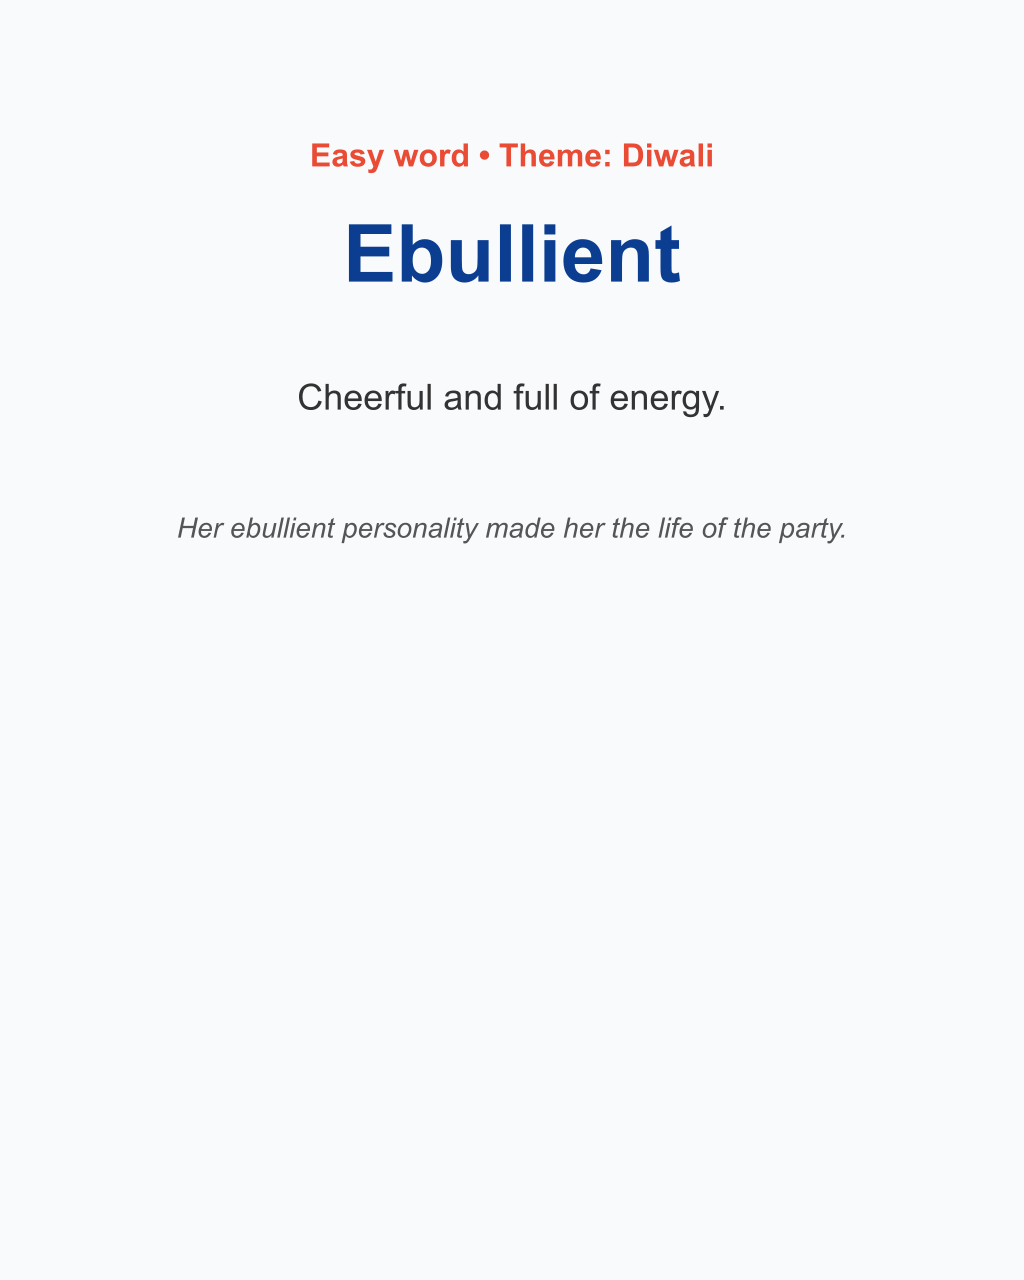 Easy word • Theme: Diwali
Ebullient
Cheerful and full of energy.
Her ebullient personality made her the life of the party.